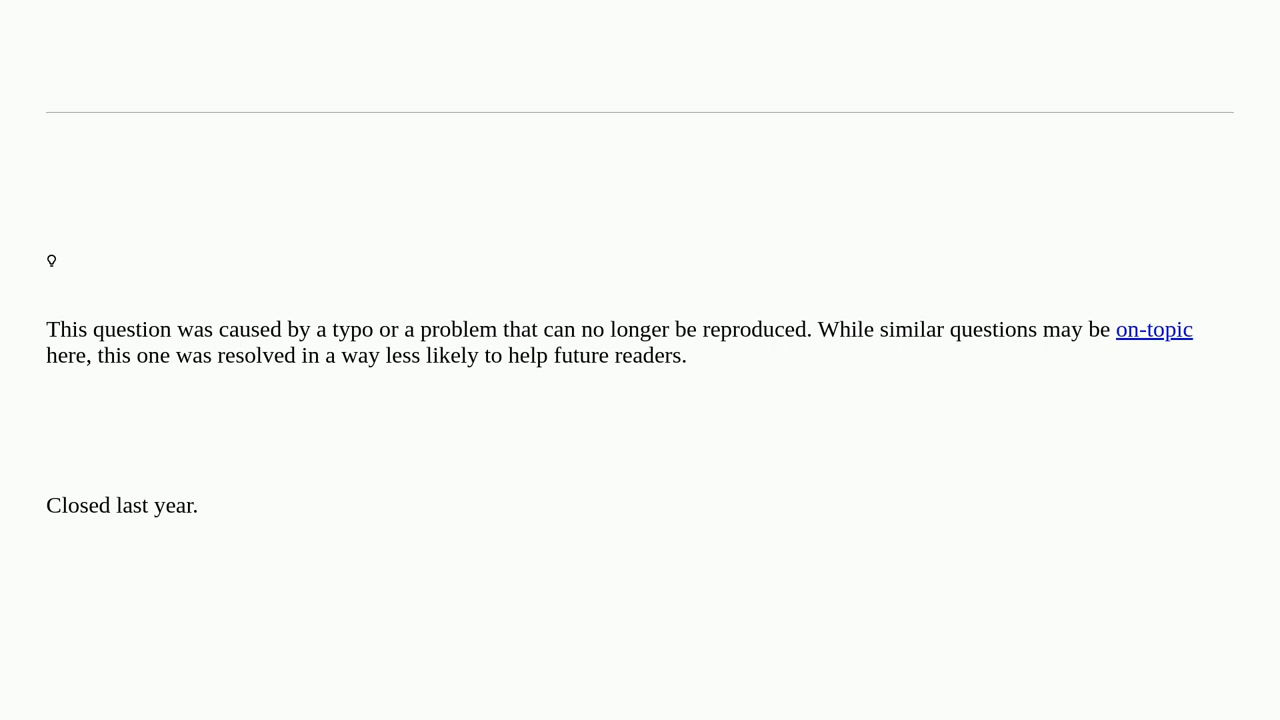 This question was caused by a typo or a problem that can no longer be reproduced. While similar questions may be on-topic
here, this one was resolved in a way less likely to help future readers.
Closed last year.